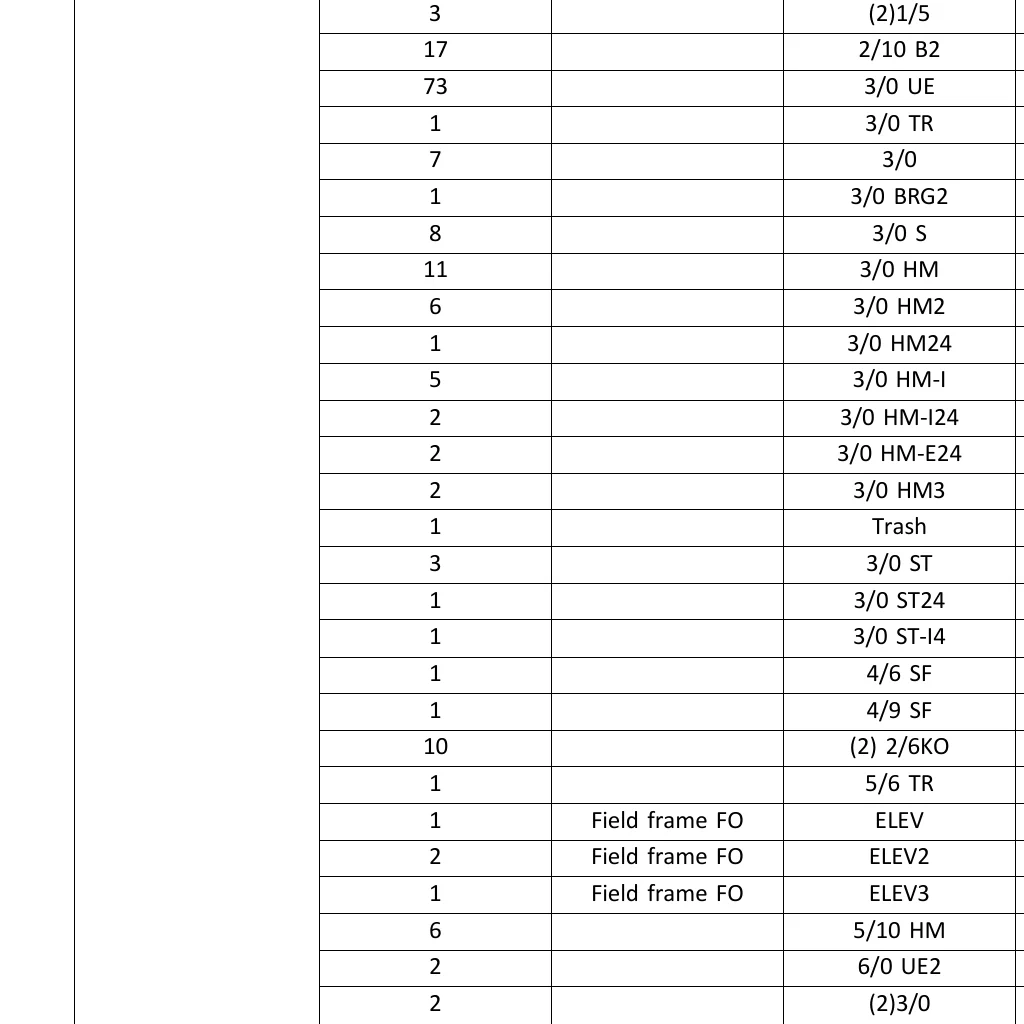 3 (2)1/5
17 2/10 B2
73 3/0 UE
1 3/0 TR
7 3/0
1 3/0 BRG2
8 3/0 S
11 3/0 HM
6 3/0 HM2
1 3/0 HM24
5 3/0 HM-I
2 3/0 HM-I24
2 3/0 HM-E24
2 3/0 HM3
1 Trash
3 3/0 ST
1 3/0 ST24
1 3/0 ST-I4
1 4/6 SF
1 4/9 SF
10 (2) 2/6KO
1 5/6 TR
1 Field frame FO ELEV
2 Field frame FO ELEV2
1 Field frame FO ELEV3
6 5/10 HM
2 6/0 UE2
2 (2)3/0